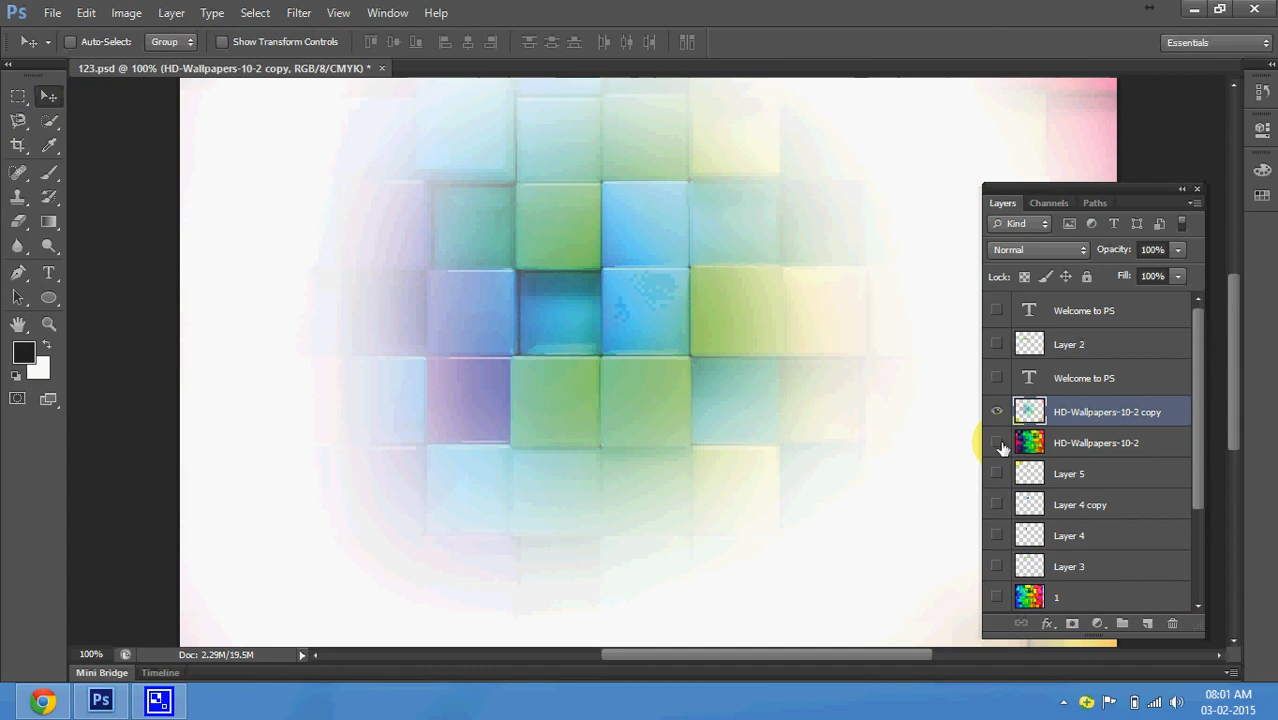 Ps File Edit Image Layer Type Select Filter View Window Help
Auto-Select: Group Show Transform Controls Essentials
123.psd @ 100% (HD-Wallpapers-10-2 copy, RGB/8/CMYK) *
Layers Channels Paths
Kind T
Normal Opacity: 100%
Lock: Fill: 100%
T Welcome to PS
Layer 2
T Welcome to PS
HD-Wallpapers-10-2 copy
HD-Wallpapers-10-2
Layer 5
Layer 4 copy
Layer 4
Layer 3
1
fx
100% Doc: 2.29M/19.5M
Mini Bridge Timeline
Ps
08:01 AM
03-02-2015